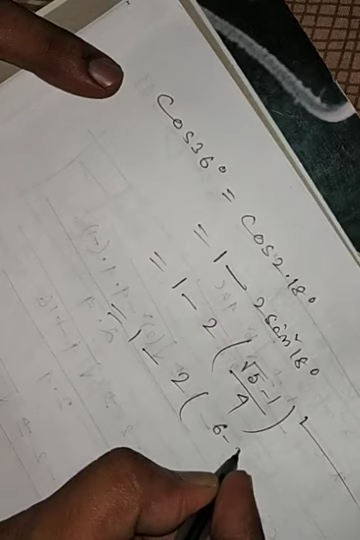 Cos36° = Cos2.18°
= 1 - 2sin²18°
= 1 - 2(√5-1/4)²
= 1 - 2(6-